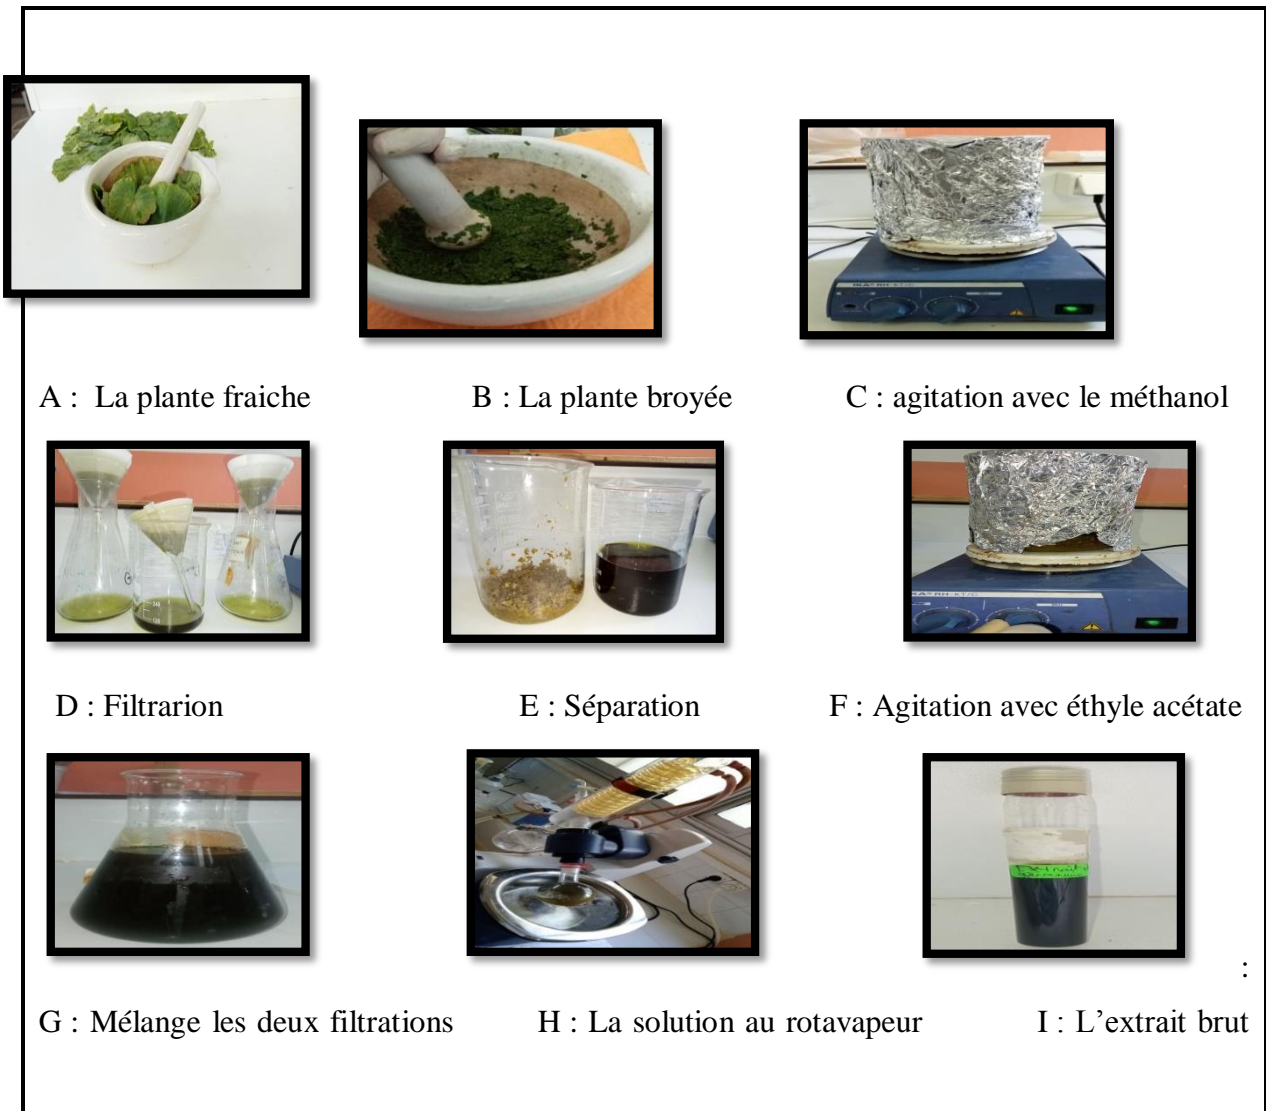 A : La plante fraiche
B : La plante broyée
C : agitation avec le méthanol
D : Filtrarion
E : Séparation
F : Agitation avec éthyle acétate
:
G : Mélange les deux filtrations
H : La solution au rotavapeur
I : L’extrait brut